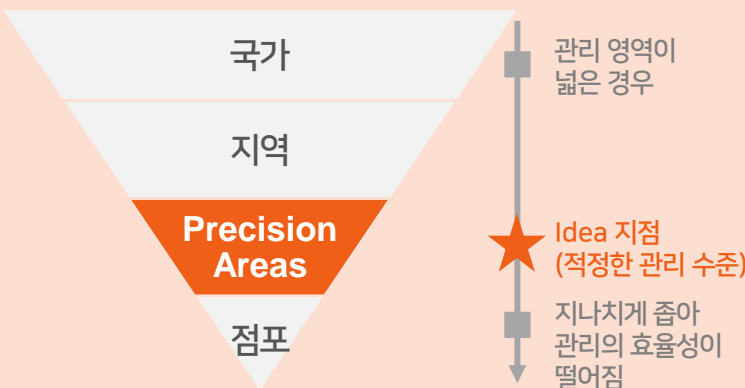 국가
관리 영역이
넓은 경우
지역
Precision
Areas
Idea 지점
(적정한 관리 수준)
점포
지나치게 좁아
관리의 효율성이
떨어짐